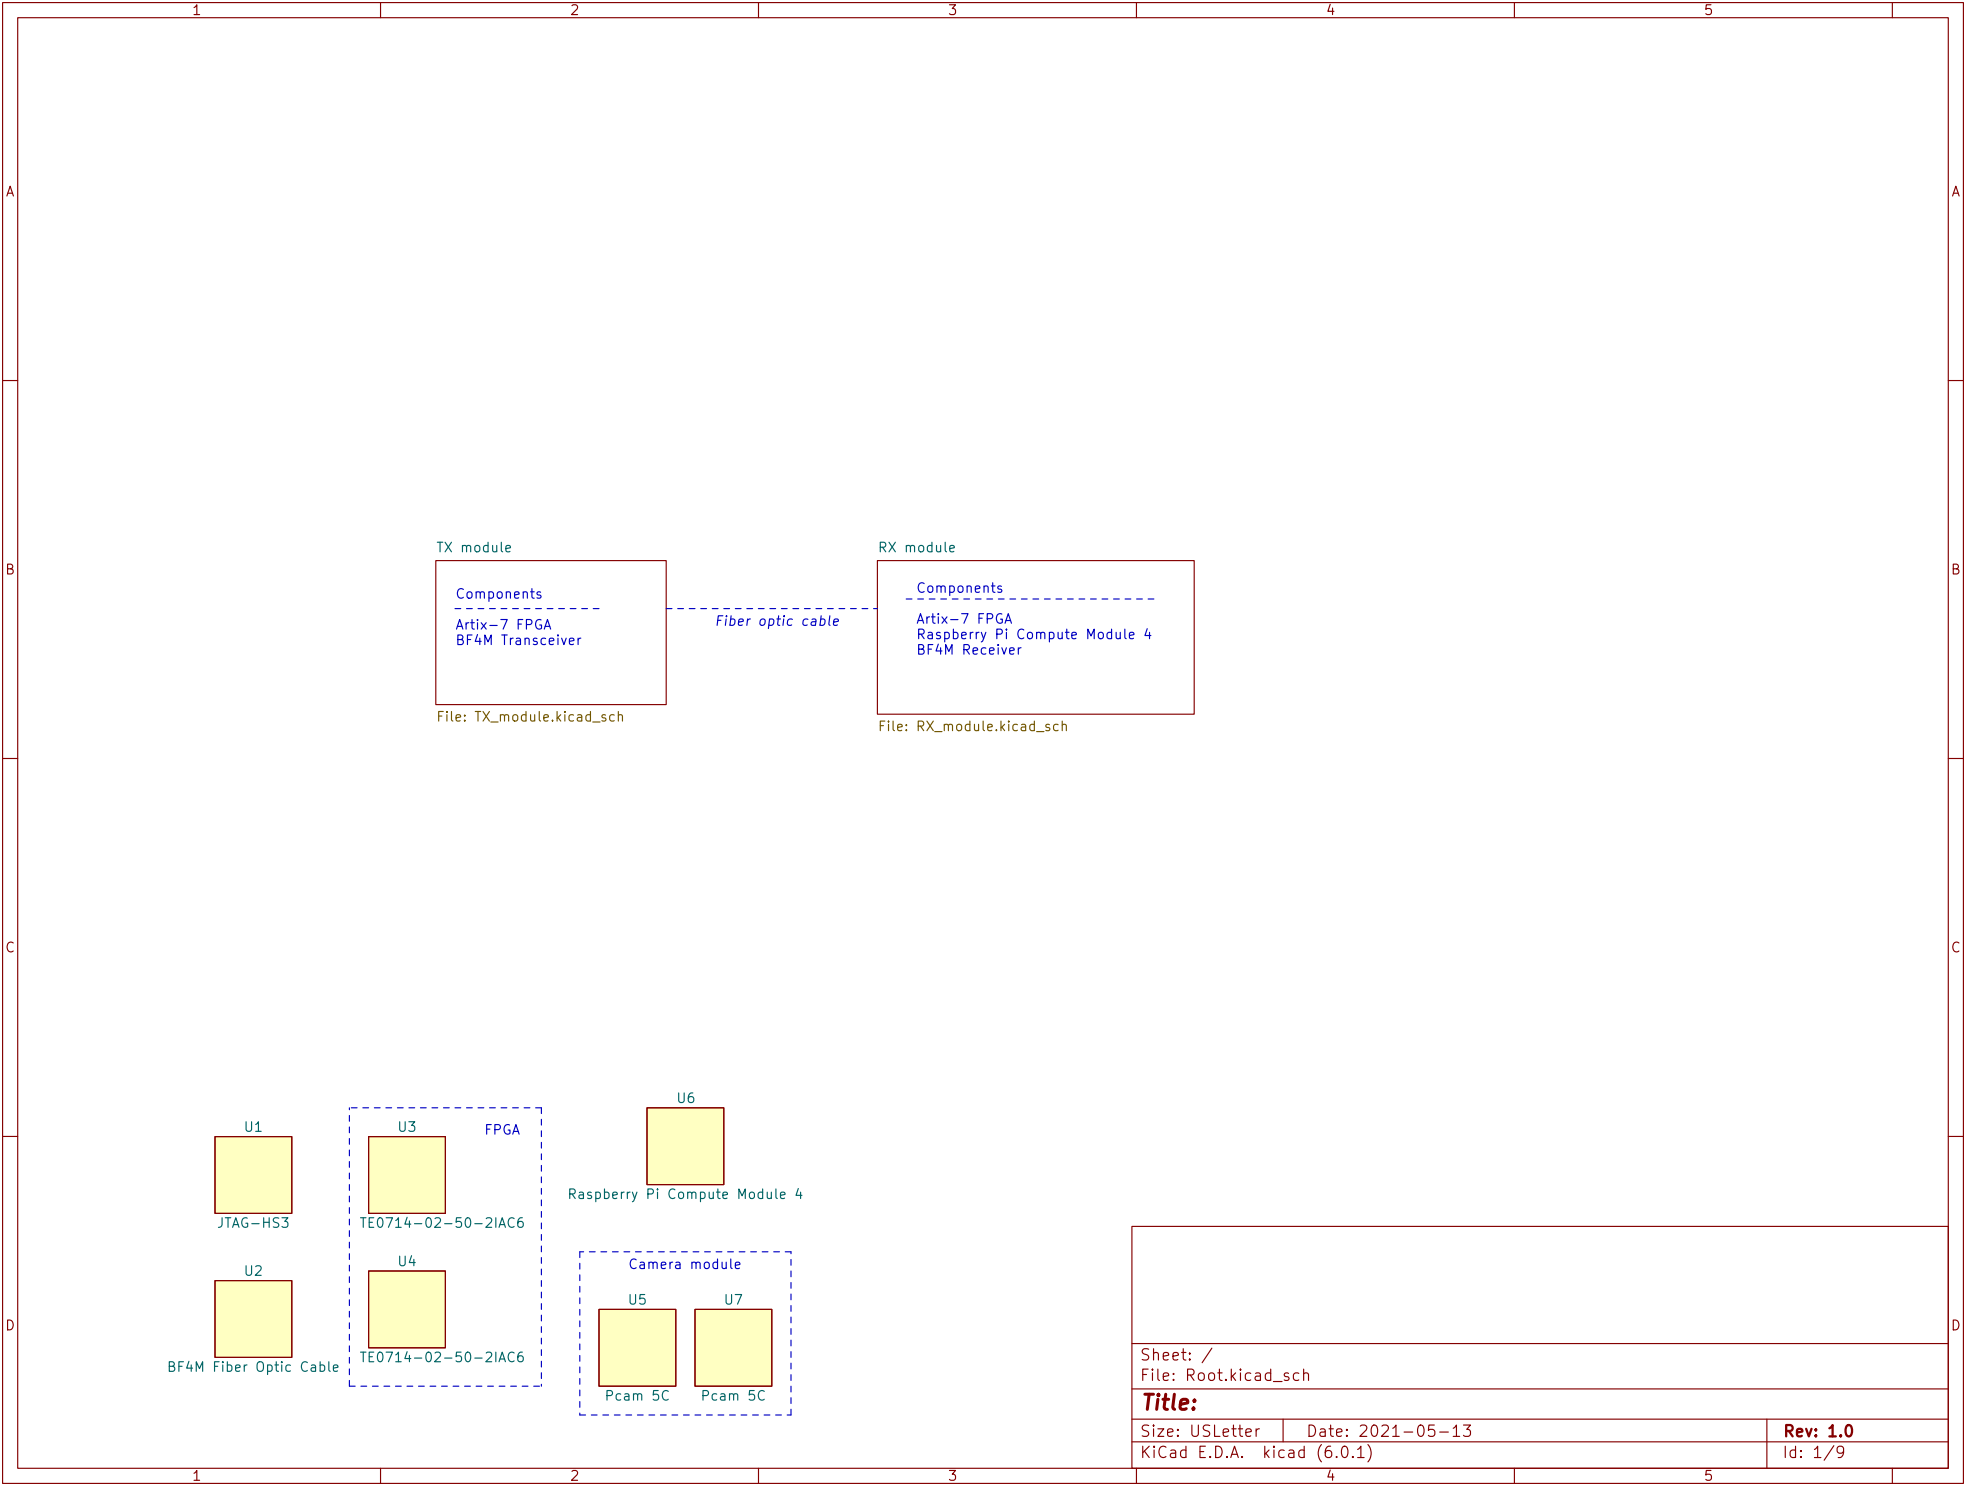 1 2 3 4 5
A A
TX module
RX module
Components
Artix-7 FPGA
BF4M Transceiver
Fiber optic cable
Components
Artix-7 FPGA
Raspberry Pi Compute Module 4
BF4M Receiver
B B
File: TX_module.kicad_sch
File: RX_module.kicad_sch
C C
U1
JTAG-HS3
U2
BF4M Fiber Optic Cable
FPGA
U3
TE0714-02-50-2IAC6
U4
TE0714-02-50-2IAC6
U6
Raspberry Pi Compute Module 4
Camera module
U5
Pcam 5C
U7
Pcam 5C
D D
Sheet: /
File: Root.kicad_sch
Title:
Size: USLetter
Date: 2021-05-13
Rev: 1.0
KiCad E.D.A.  kicad (6.0.1)
Id: 1/9
1 2 3 4 5